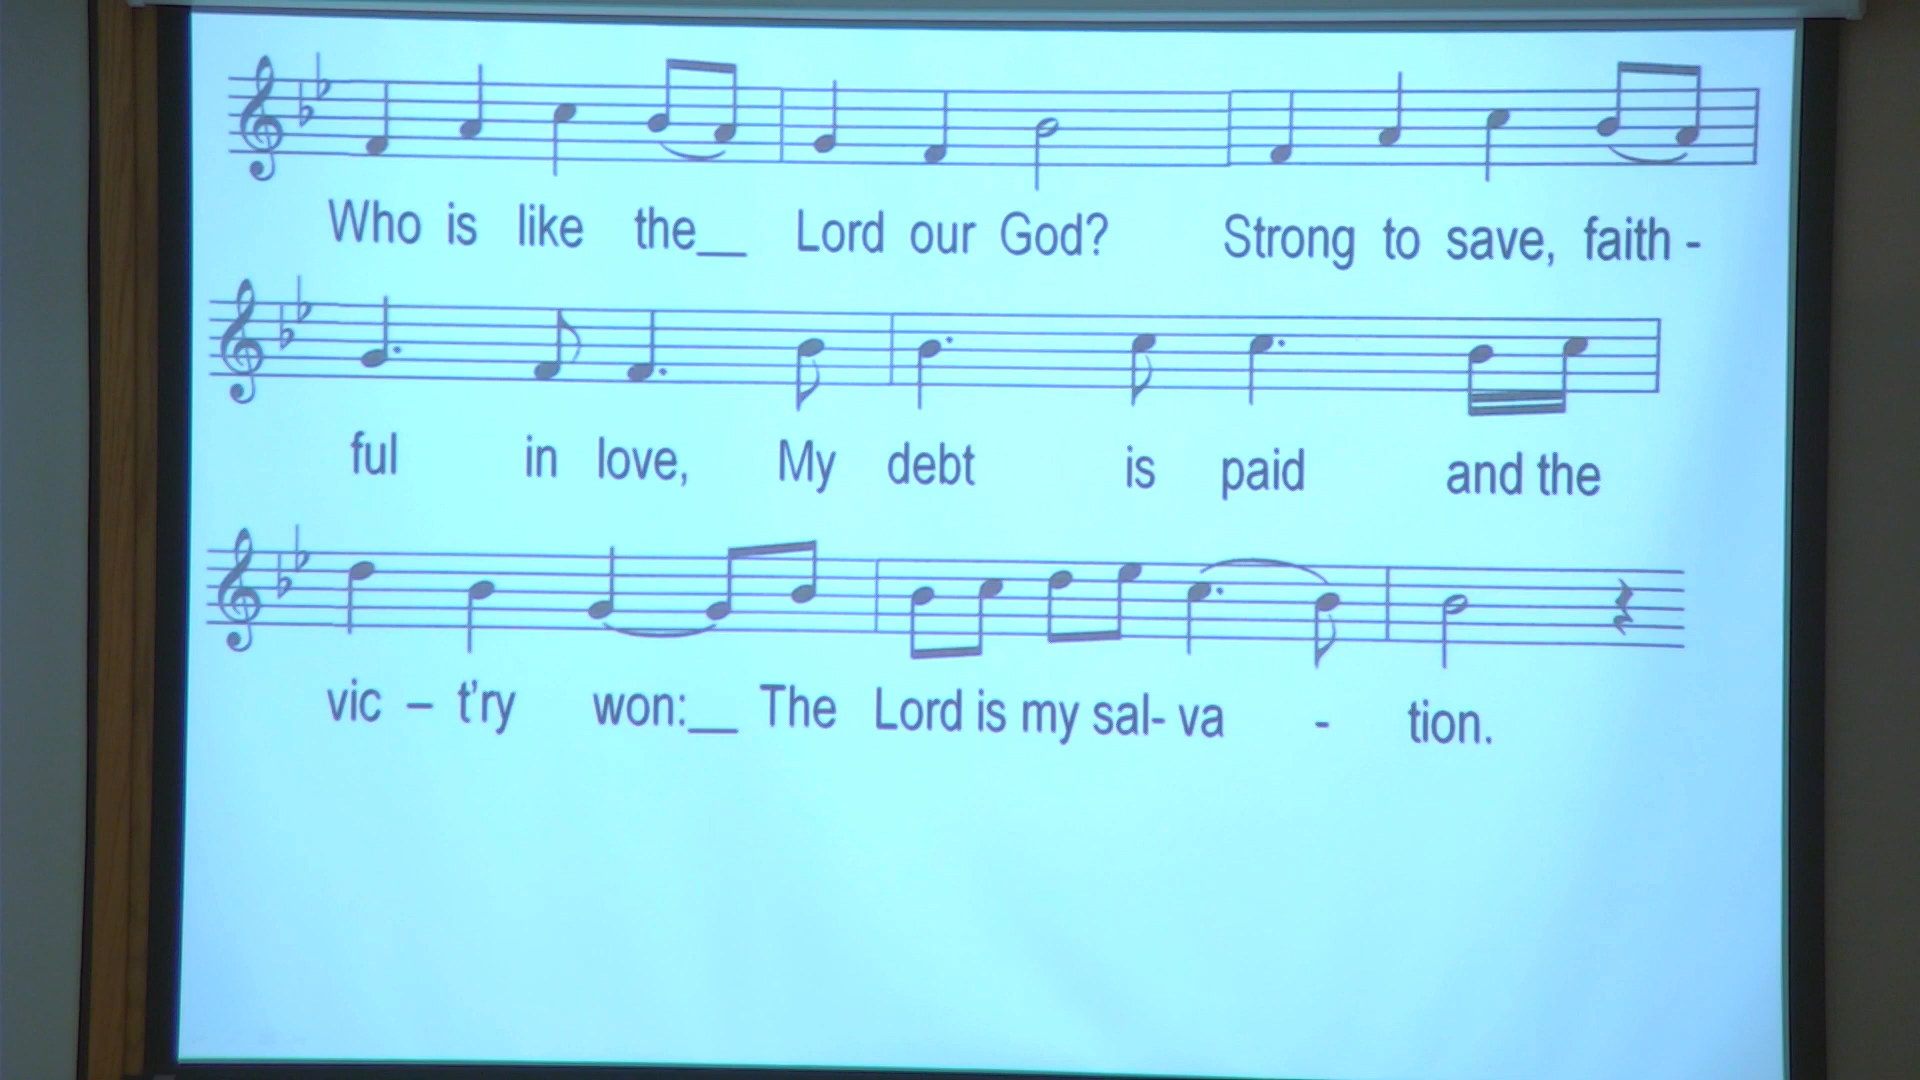 Who is like the__ Lord our God? Strong to save, faith -
ful in love, My debt is paid and the
vic – t'ry won:__ The Lord is my sal- va - tion.